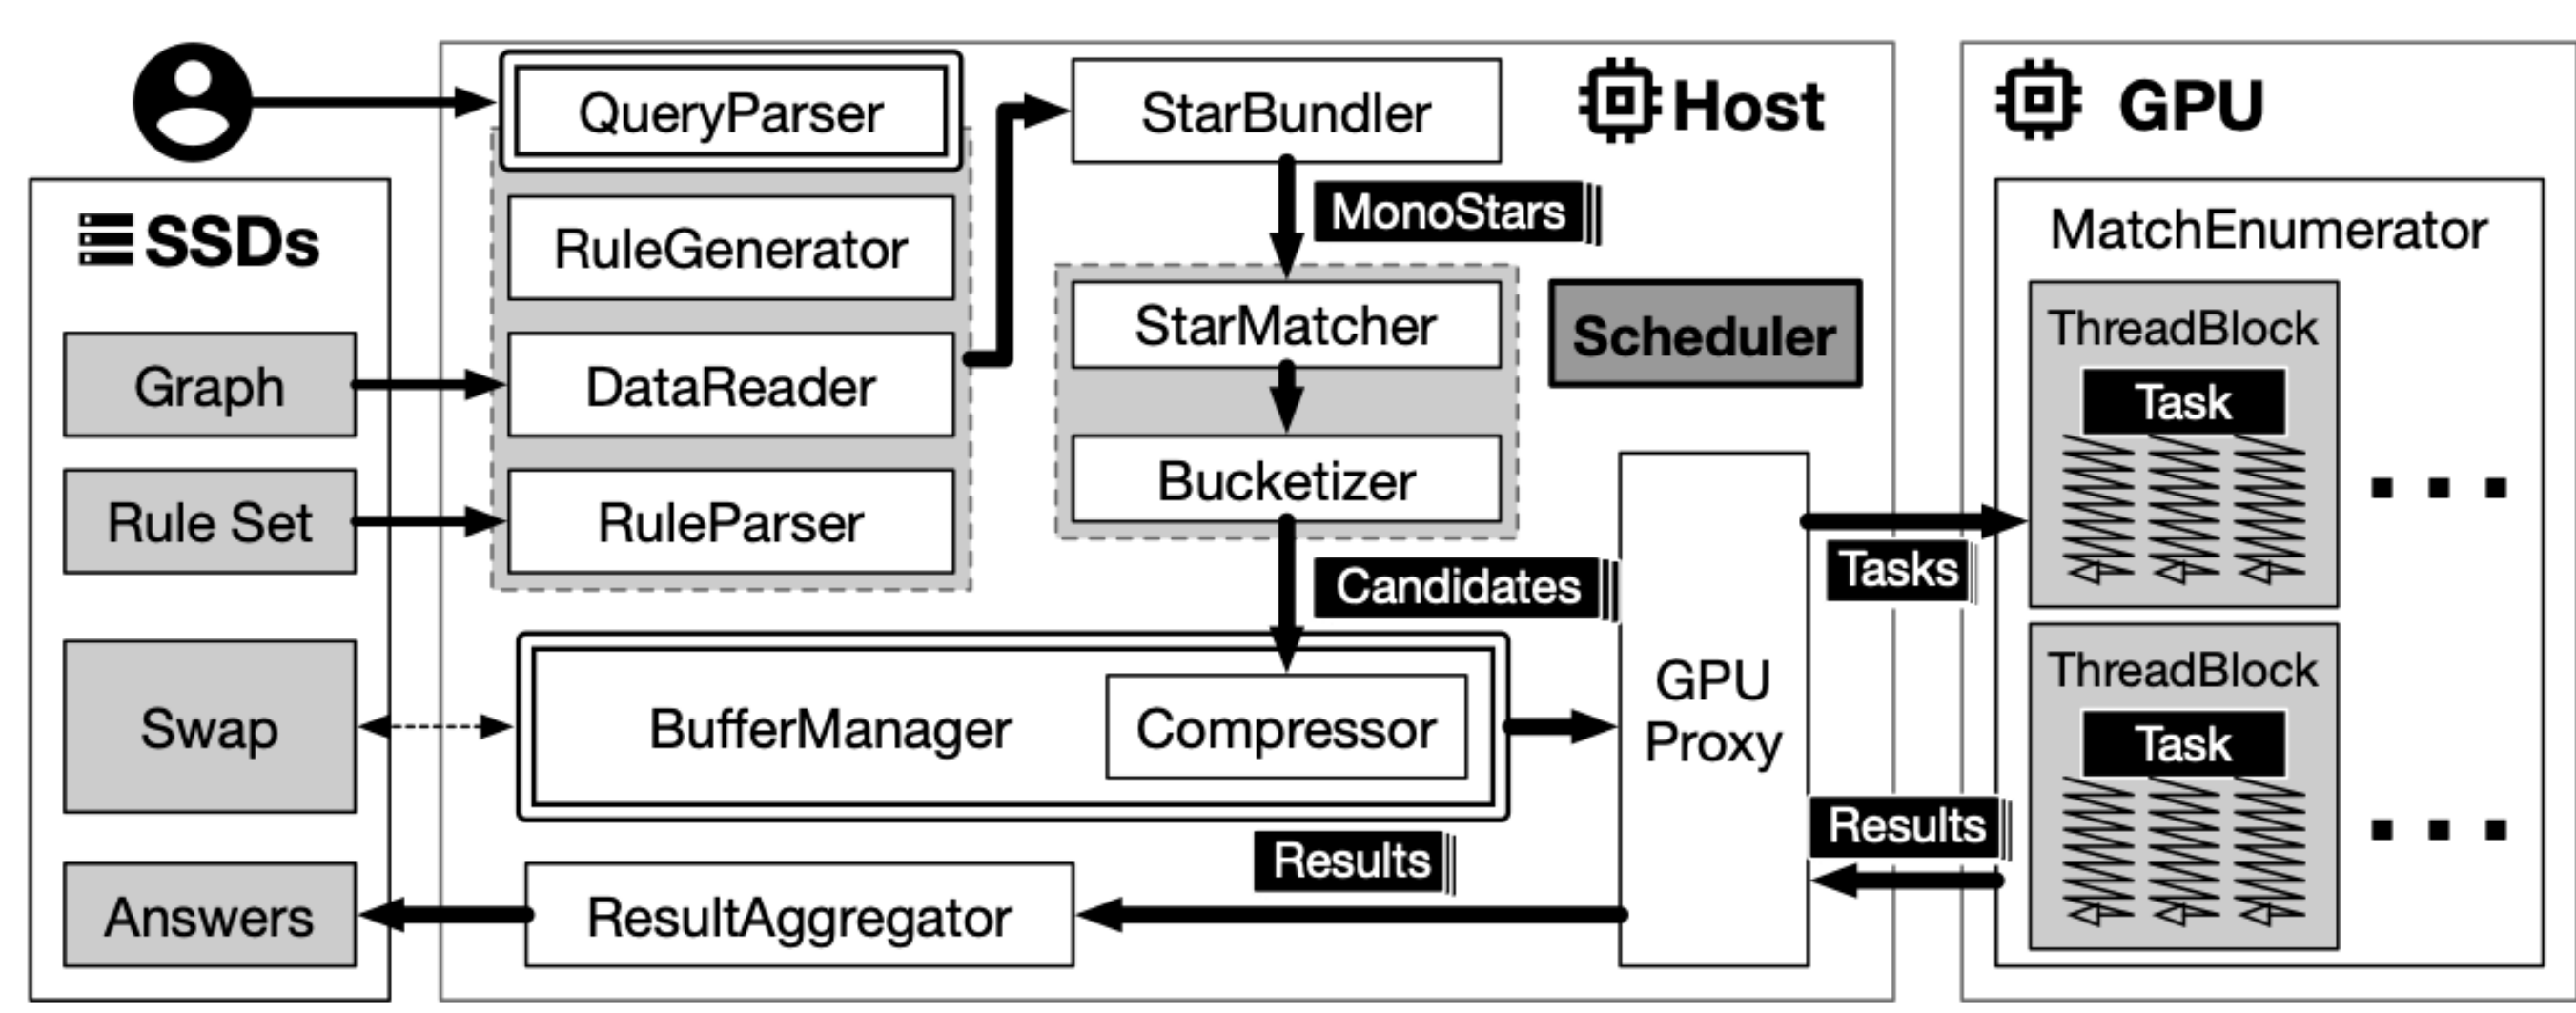 SSDs
Graph
Rule Set
Swap
Answers
Host
QueryParser
RuleGenerator
DataReader
RuleParser
StarBundler
MonoStars
StarMatcher
Bucketizer
Scheduler
Candidates
BufferManager
Compressor
Results
ResultAggregator
GPU
Proxy
Tasks
Results
GPU
MatchEnumerator
ThreadBlock
Task
ThreadBlock
Task